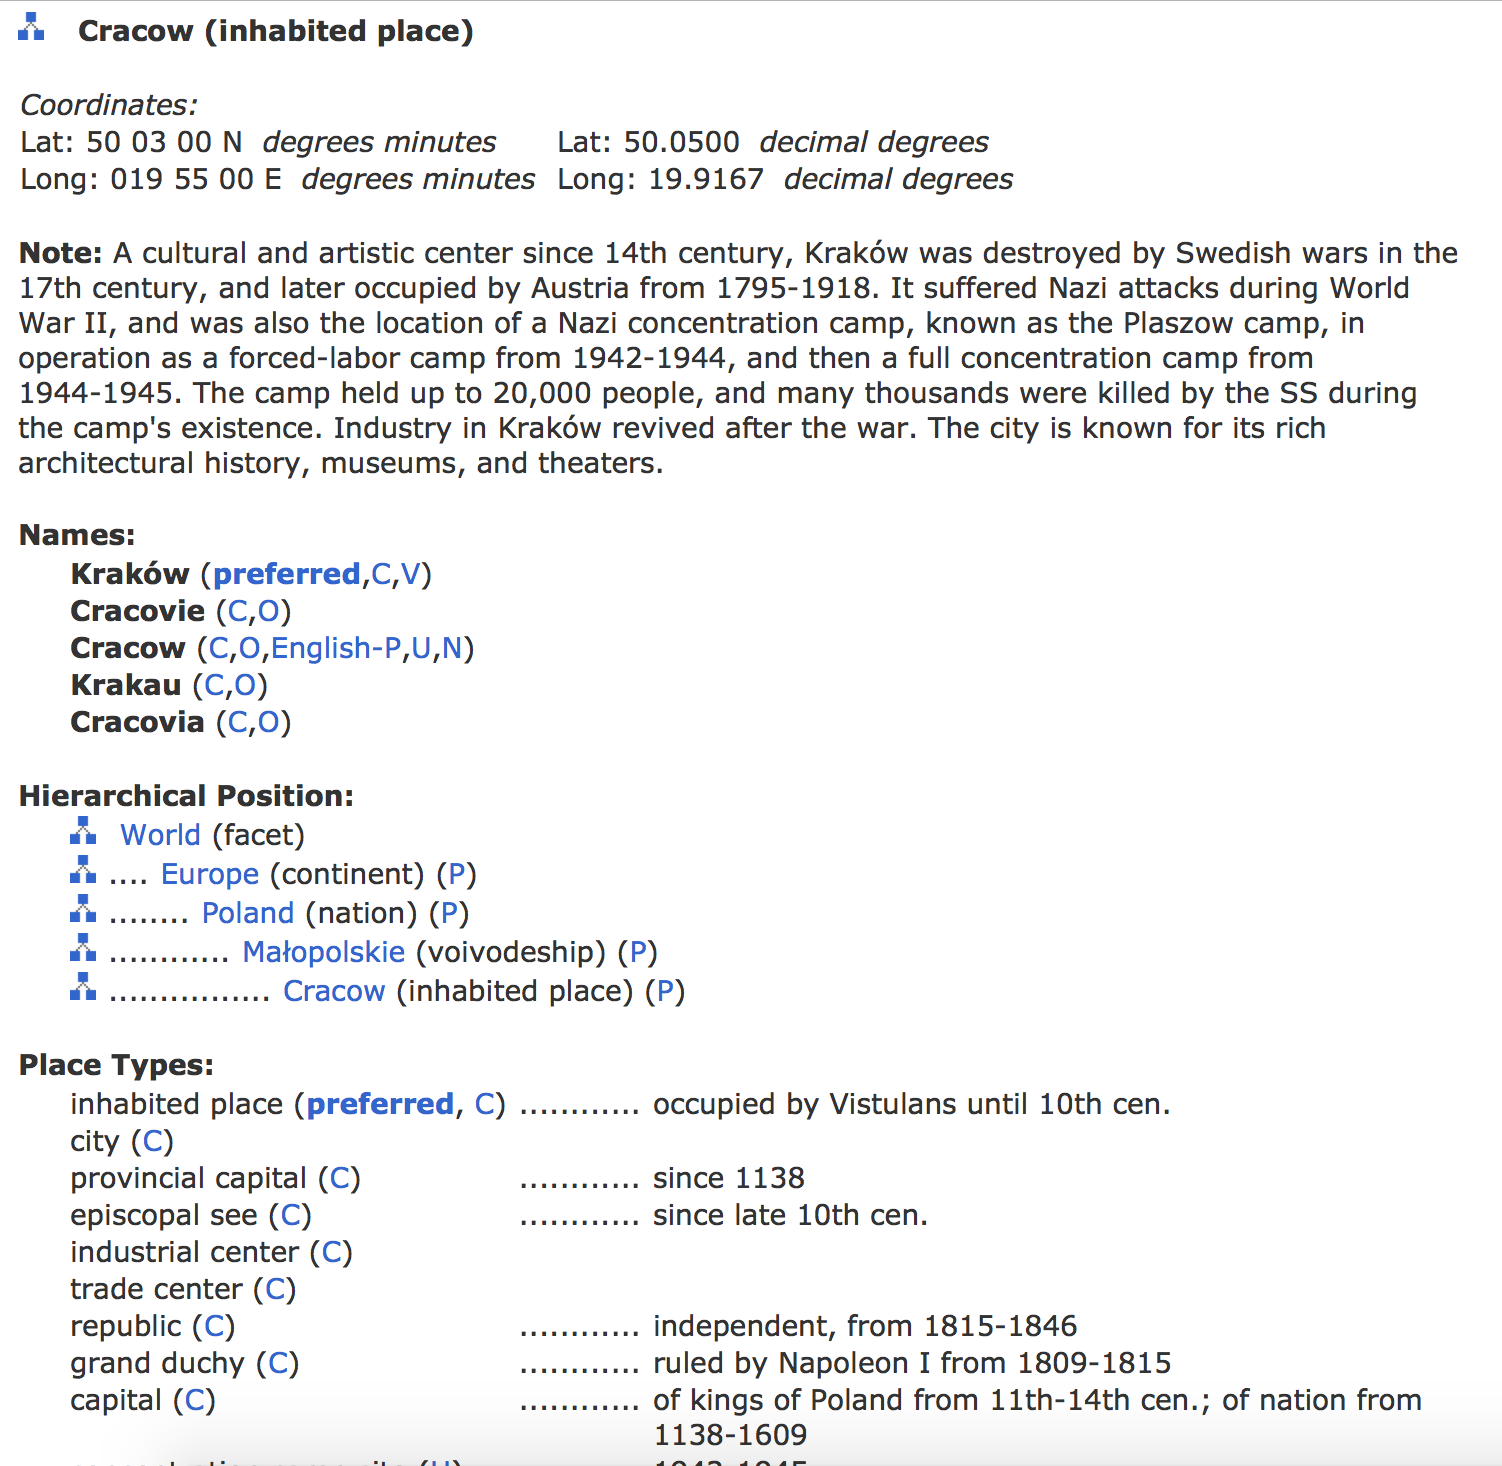 Cracow (inhabited place)
Coordinates:
Lat: 50 03 00 N degrees minutes Lat: 50.0500 decimal degrees
Long: 019 55 00 E degrees minutes Long: 19.9167 decimal degrees
Note: A cultural and artistic center since 14th century, Kraków was destroyed by Swedish wars in the
17th century, and later occupied by Austria from 1795-1918. It suffered Nazi attacks during World
War II, and was also the location of a Nazi concentration camp, known as the Plaszow camp, in
operation as a forced-labor camp from 1942-1944, and then a full concentration camp from
1944-1945. The camp held up to 20,000 people, and many thousands were killed by the SS during
the camp's existence. Industry in Kraków revived after the war. The city is known for its rich
architectural history, museums, and theaters.
Names:
Kraków (preferred,C,V)
Cracovie (C,O)
Cracow (C,O,English-P,U,N)
Krakau (C,O)
Cracovia (C,O)
Hierarchical Position:
World (facet)
.... Europe (continent) (P)
........ Poland (nation) (P)
............ Małopolskie (voivodeship) (P)
................ Cracow (inhabited place) (P)
Place Types:
inhabited place (preferred, C) ............ occupied by Vistulans until 10th cen.
city (C)
provincial capital (C) ............ since 1138
episcopal see (C) ............ since late 10th cen.
industrial center (C)
trade center (C)
republic (C) ............ independent, from 1815-1846
grand duchy (C) ............ ruled by Napoleon I from 1809-1815
capital (C) ............ of kings of Poland from 11th-14th cen.; of nation from
1138-1609